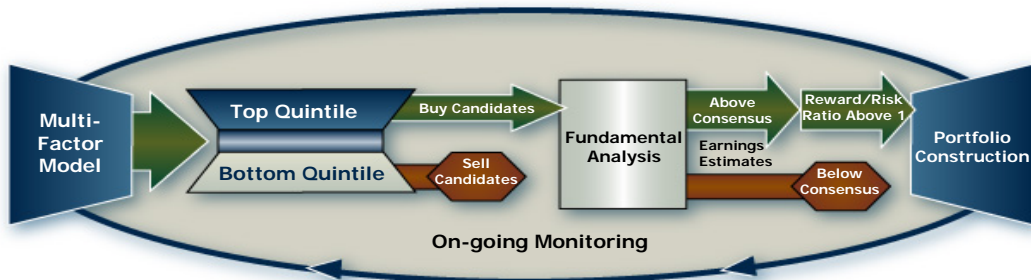 Multi-
Factor
Model
Top Quintile
Bottom Quintile
Buy Candidates
Sell
Candidates
Fundamental
Analysis
Above
Consensus
Earnings
Estimates
Below
Consensus
Reward/Risk
Ratio Above 1
Portfolio
Construction
On-going Monitoring